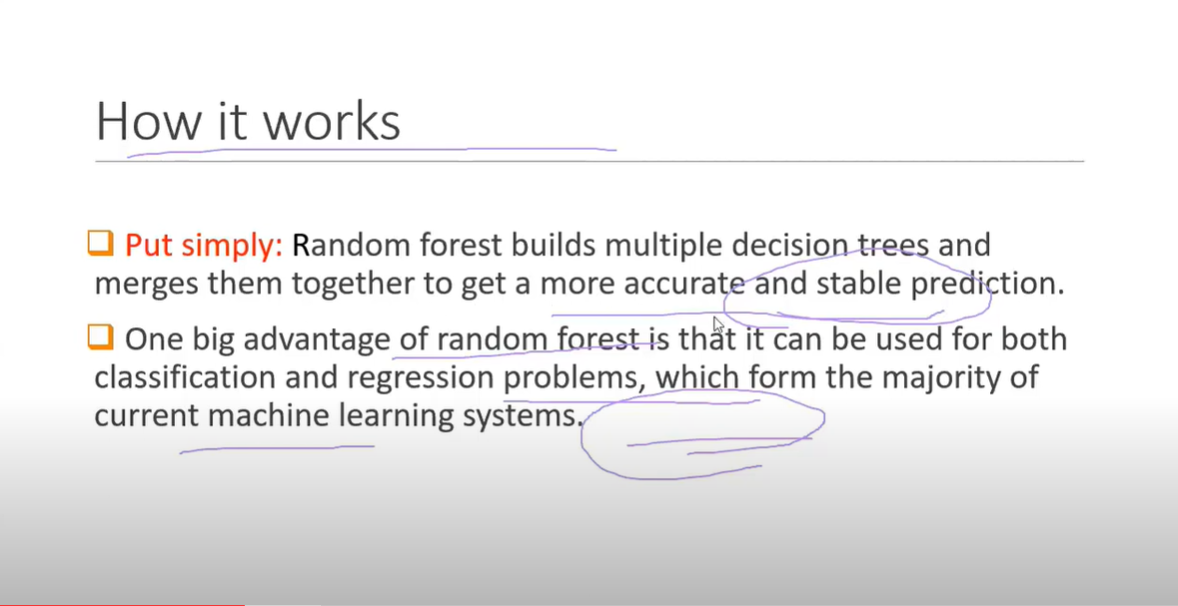 How it works
Put simply: Random forest builds multiple decision trees and
merges them together to get a more accurate and stable prediction.
One big advantage of random forest is that it can be used for both
classification and regression problems, which form the majority of
current machine learning systems.